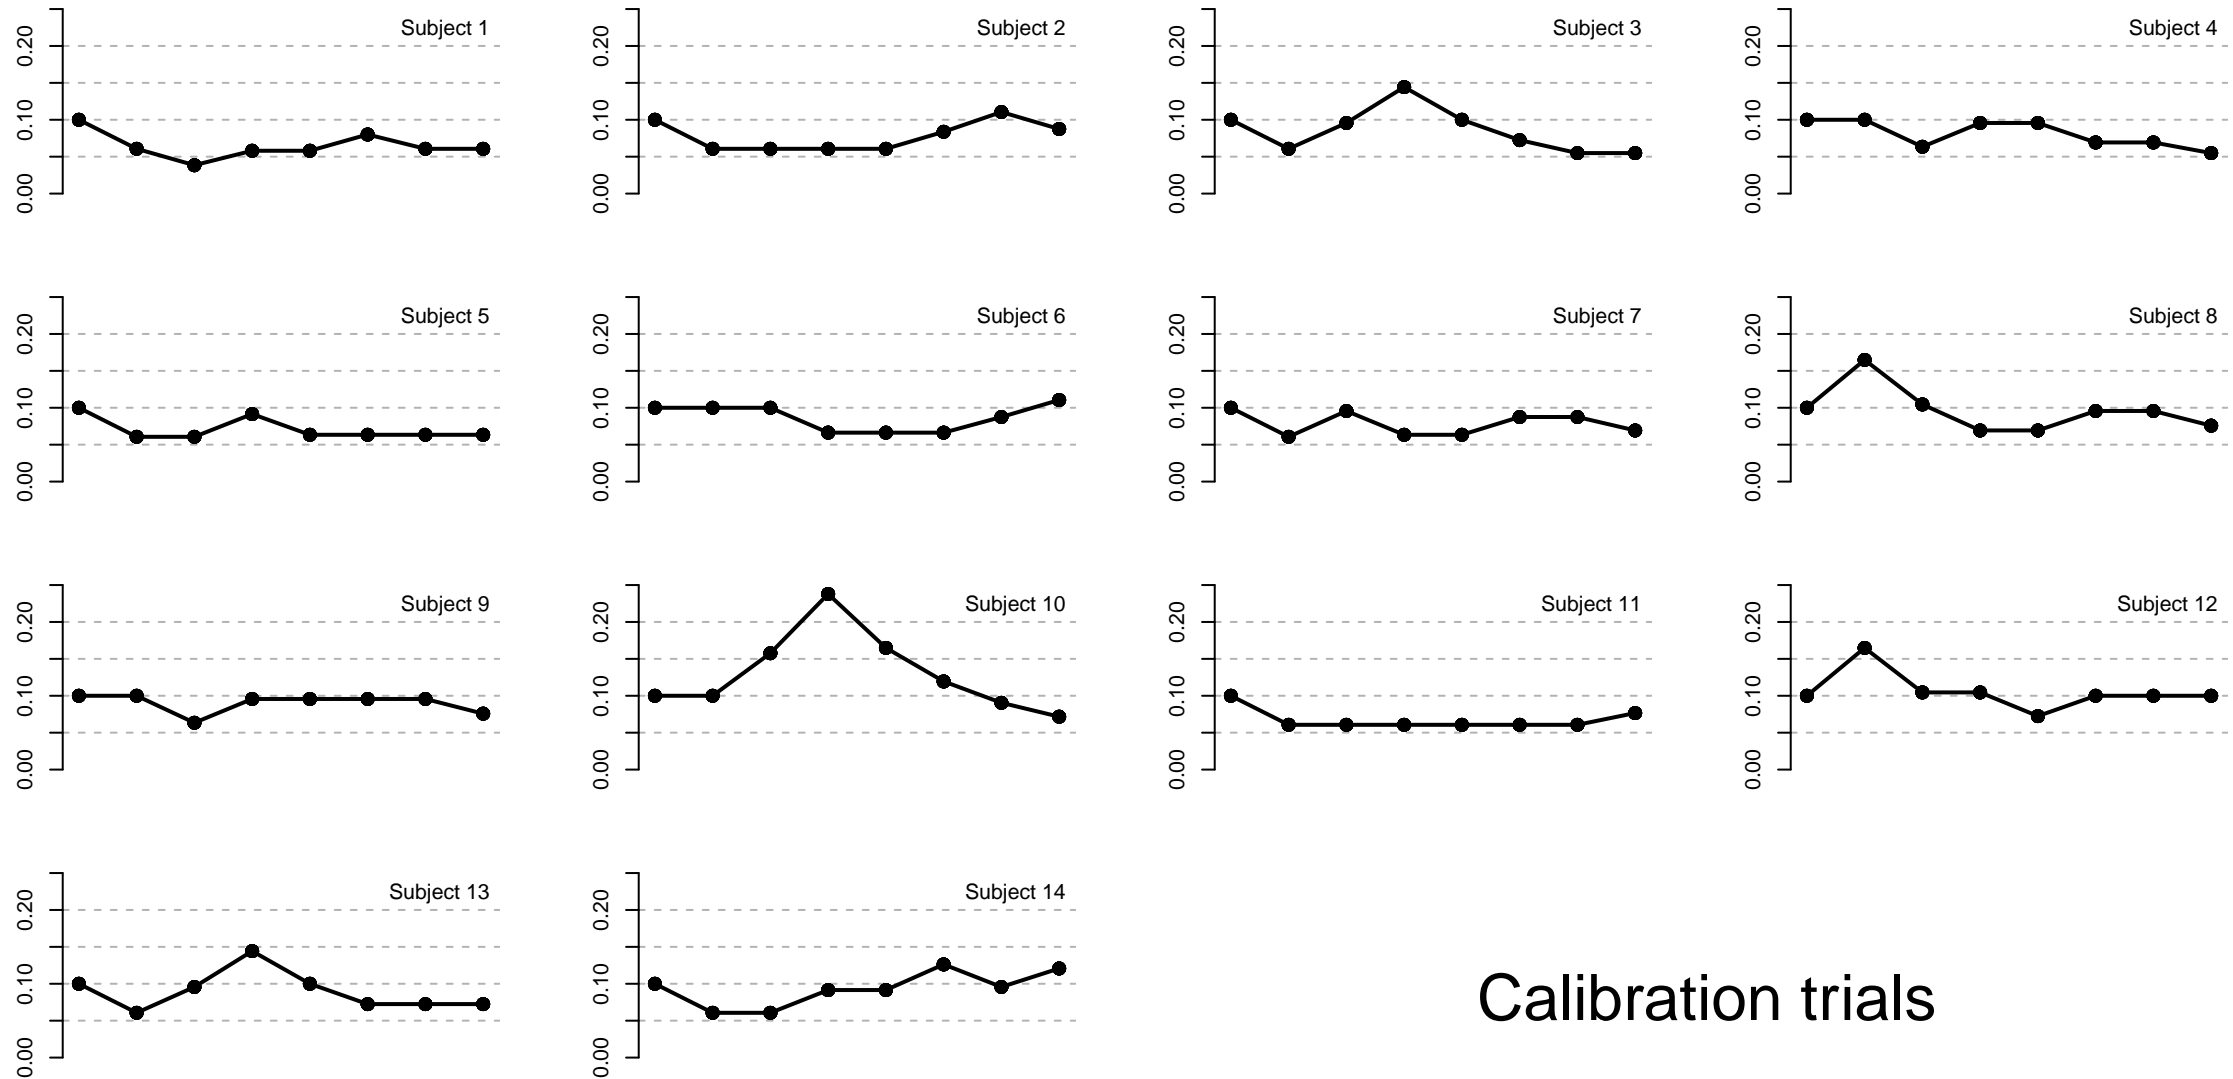 Subject 1
0.00 0.10 0.20
Subject 2
0.00 0.10 0.20
Subject 3
0.00 0.10 0.20
Subject 4
0.00 0.10 0.20
Subject 5
0.00 0.10 0.20
Subject 6
0.00 0.10 0.20
Subject 7
0.00 0.10 0.20
Subject 8
0.00 0.10 0.20
Subject 9
0.00 0.10 0.20
Subject 10
0.00 0.10 0.20
Subject 11
0.00 0.10 0.20
Subject 12
0.00 0.10 0.20
Subject 13
0.00 0.10 0.20
Subject 14
0.00 0.10 0.20
Calibration trials